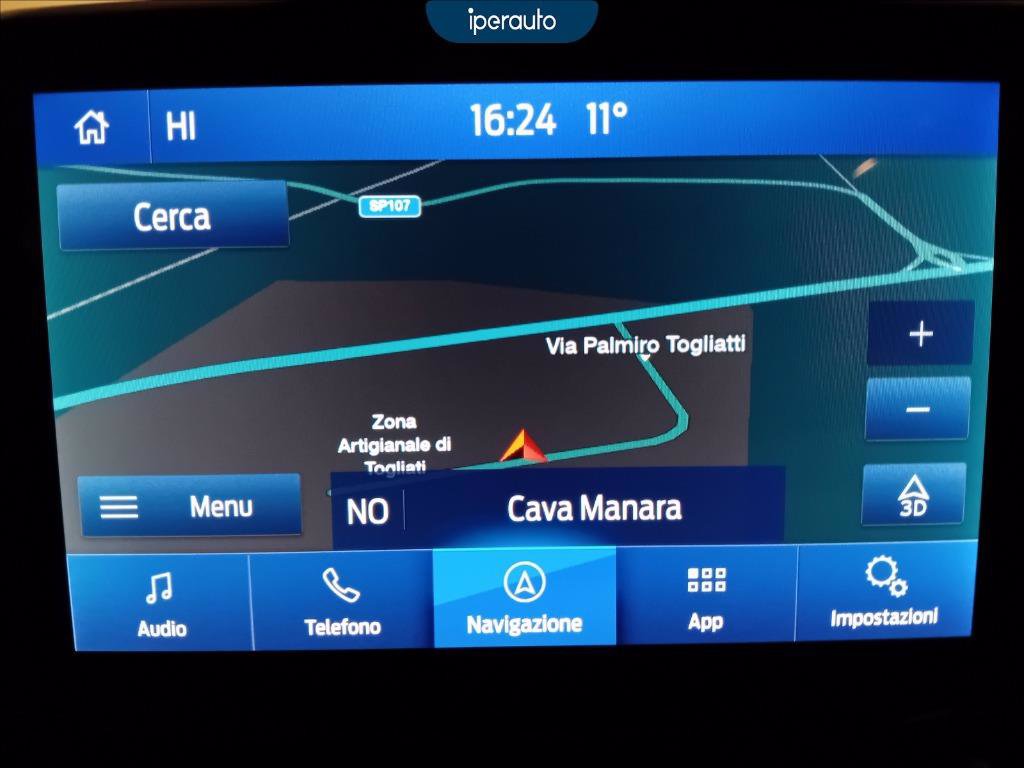 iperauto
HI
16:24 11°
Cerca
SP107
+
Via Palmiro Togliatti
−
Zona
Artigianale di
Togliati
Menu
NO
Cava Manara
3D
Audio
Telefono
Navigazione
App
Impostazioni